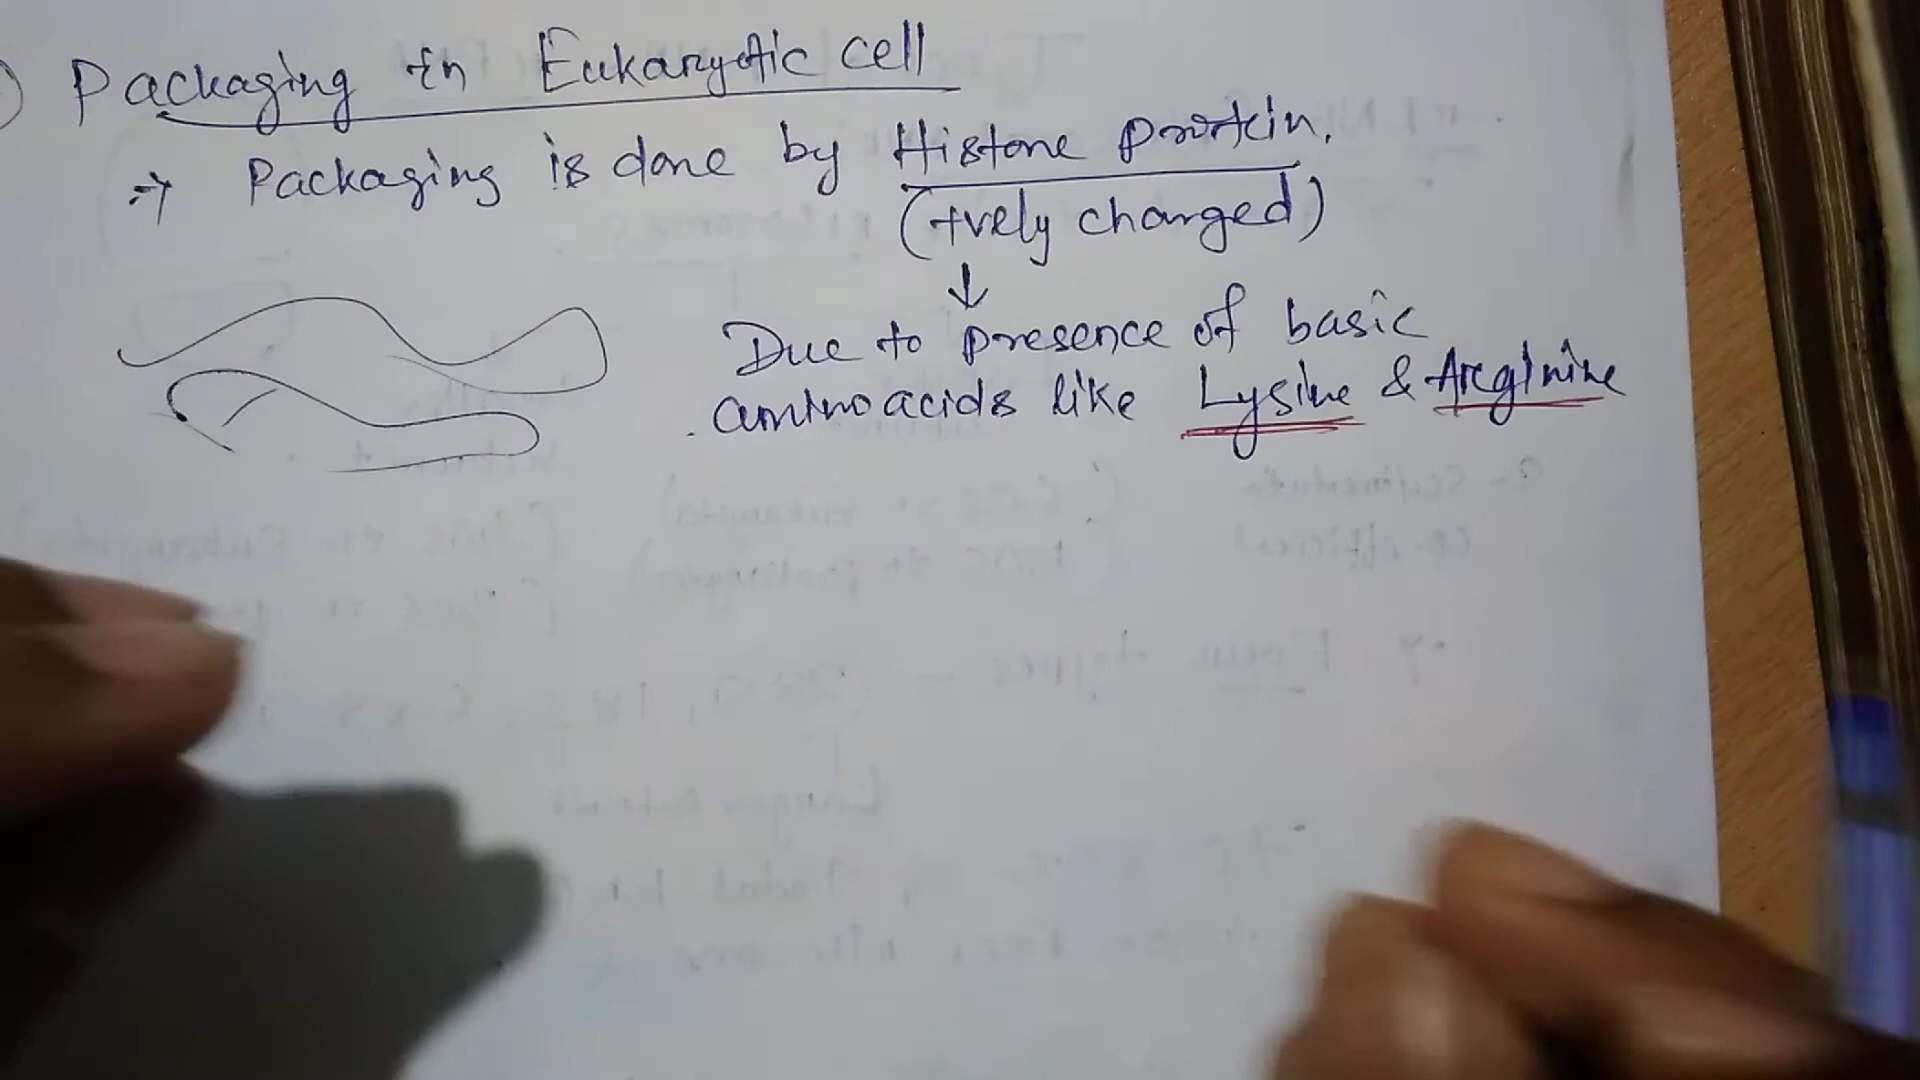 Packaging in Eukaryotic cell
→ Packaging is done by Histone protein.
(+vely charged)
↓
Due to presence of basic
amino acids like Lysine & Arginine